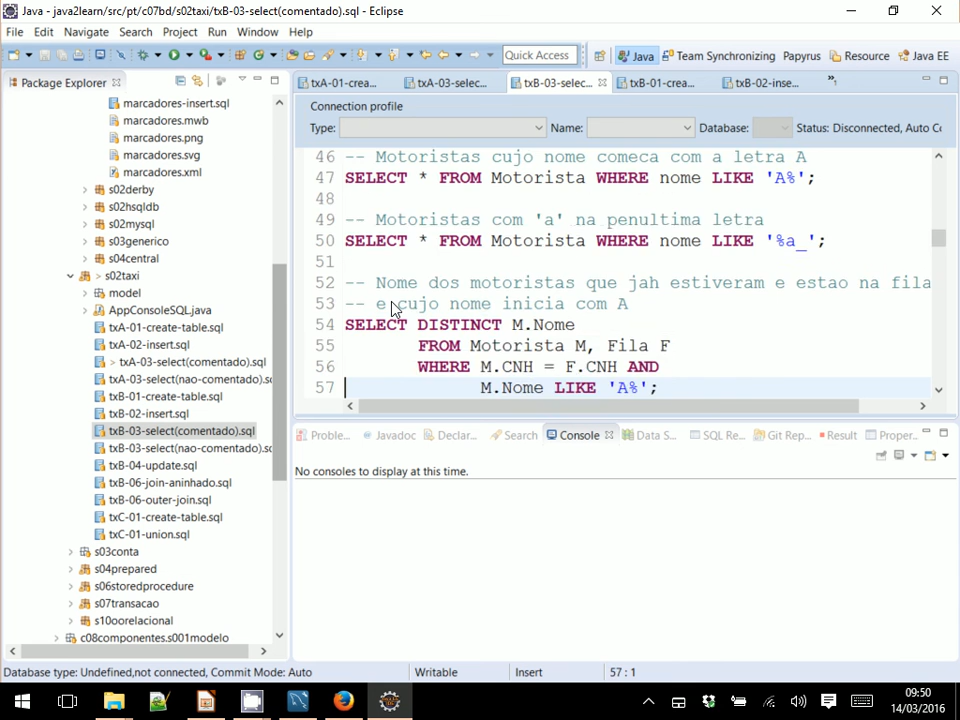 Java - java2learn/src/pt/c07bd/s02taxi/txB-03-select(comentado).sql - Eclipse
File Edit Navigate Search Project Run Window Help
Quick Access Java Team Synchronizing Papyrus Resource Java EE
Package Explorer
marcadores-insert.sql
marcadores.mwb
marcadores.png
marcadores.svg
marcadores.xml
s02derby
s02hsqldb
s02mysql
s03generico
s04central
> s02taxi
model
AppConsoleSQL.java
txA-01-create-table.sql
txA-02-insert.sql
> txA-03-select(comentado).sql
txA-03-select(nao-comentado).sc
txB-01-create-table.sql
txB-02-insert.sql
txB-03-select(comentado).sql
txB-03-select(nao-comentado).sc
txB-04-update.sql
txB-06-join-aninhado.sql
txB-06-outer-join.sql
txC-01-create-table.sql
txC-01-union.sql
s03conta
s04prepared
s06storedprocedure
s07transacao
s10oorelacional
c08componentes.s001modelo
txA-01-crea... txA-03-selec... txB-03-selec... txB-01-crea... txB-02-inse... »1
Connection profile
Type: Name: Database: Status: Disconnected, Auto Co
46 -- Motoristas cujo nome comeca com a letra A
47 SELECT * FROM Motorista WHERE nome LIKE 'A%';
48
49 -- Motoristas com 'a' na penultima letra
50 SELECT * FROM Motorista WHERE nome LIKE '%a_';
51
52 -- Nome dos motoristas que jah estiveram e estao na fila
53 -- e cujo nome inicia com A
54 SELECT DISTINCT M.Nome
55 FROM Motorista M, Fila F
56 WHERE M.CNH = F.CNH AND
57 M.Nome LIKE 'A%';
Proble... Javadoc Declar... Search Console Data S... SQL Re... Git Rep... Result Proper...
No consoles to display at this time.
Database type: Undefined,not connected, Commit Mode: Auto Writable Insert 57 : 1
09:50
14/03/2016